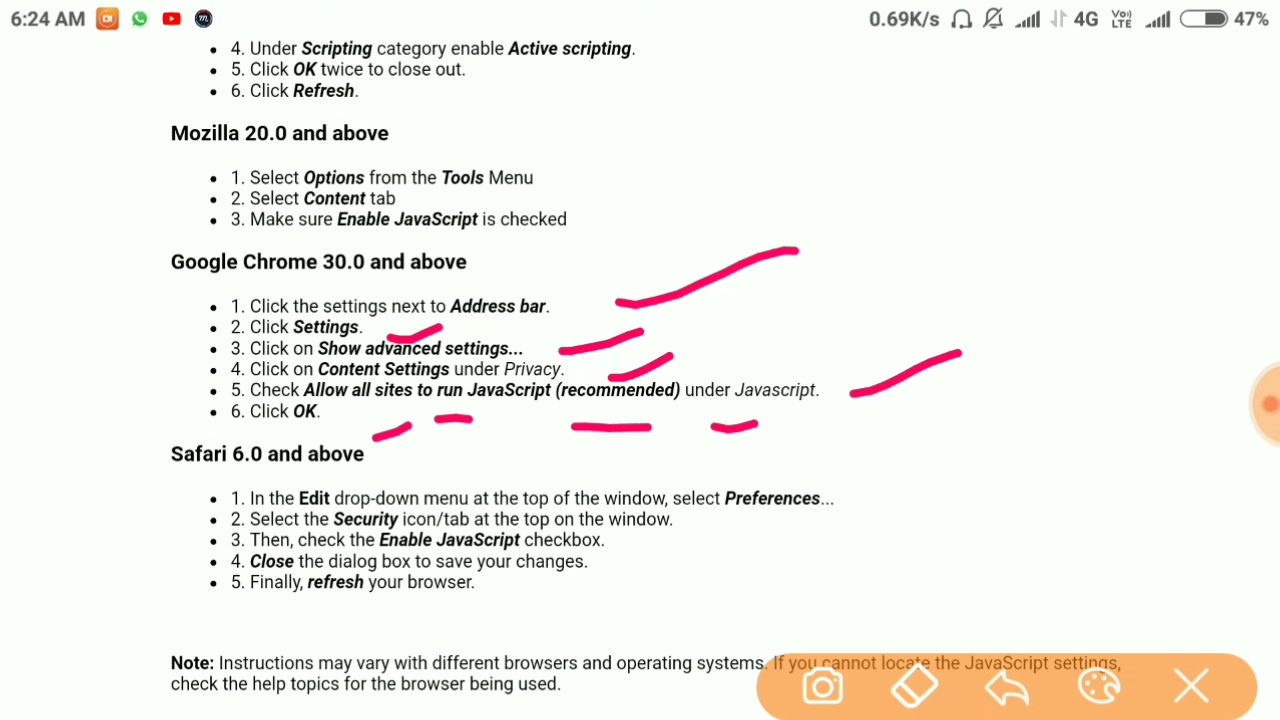 6:24 AM 0.69K/s 4G Vo)) LTE 47%
• 4. Under Scripting category enable Active scripting.
• 5. Click OK twice to close out.
• 6. Click Refresh.
Mozilla 20.0 and above
• 1. Select Options from the Tools Menu
• 2. Select Content tab
• 3. Make sure Enable JavaScript is checked
Google Chrome 30.0 and above
• 1. Click the settings next to Address bar.
• 2. Click Settings.
• 3. Click on Show advanced settings...
• 4. Click on Content Settings under Privacy.
• 5. Check Allow all sites to run JavaScript (recommended) under Javascript.
• 6. Click OK.
Safari 6.0 and above
• 1. In the Edit drop-down menu at the top of the window, select Preferences...
• 2. Select the Security icon/tab at the top on the window.
• 3. Then, check the Enable JavaScript checkbox.
• 4. Close the dialog box to save your changes.
• 5. Finally, refresh your browser.
Note: Instructions may vary with different browsers and operating systems. If you cannot locate the JavaScript settings,
check the help topics for the browser being used.